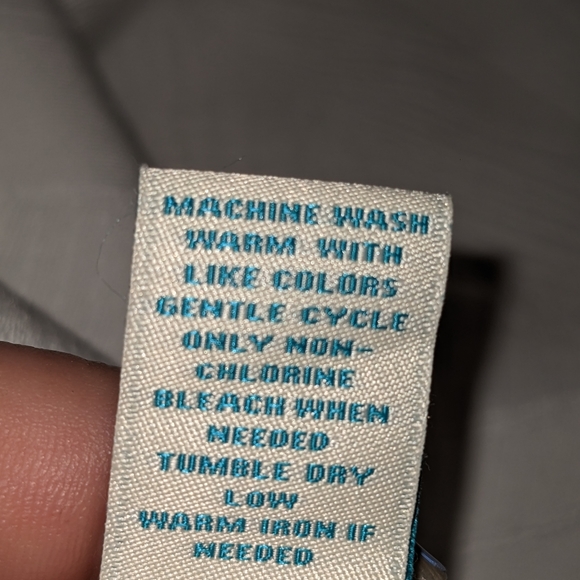 MACHINE WASH
WARM WITH
LIKE COLORS
GENTLE CYCLE
ONLY NON-
CHLORINE
BLEACH WHEN
NEEDED
TUMBLE DRY
LOW
WARM IRON IF
NEEDED